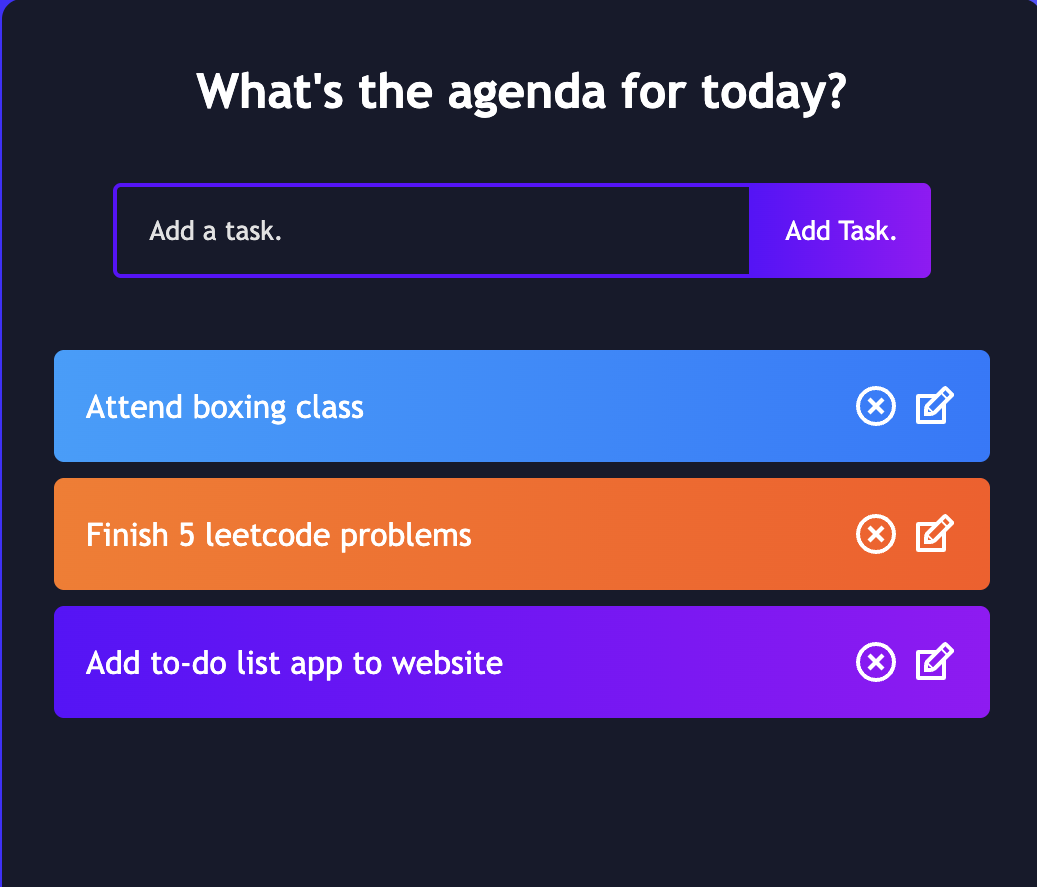 What's the agenda for today?
Add a task.
Add Task.
Attend boxing class
Finish 5 leetcode problems
Add to-do list app to website